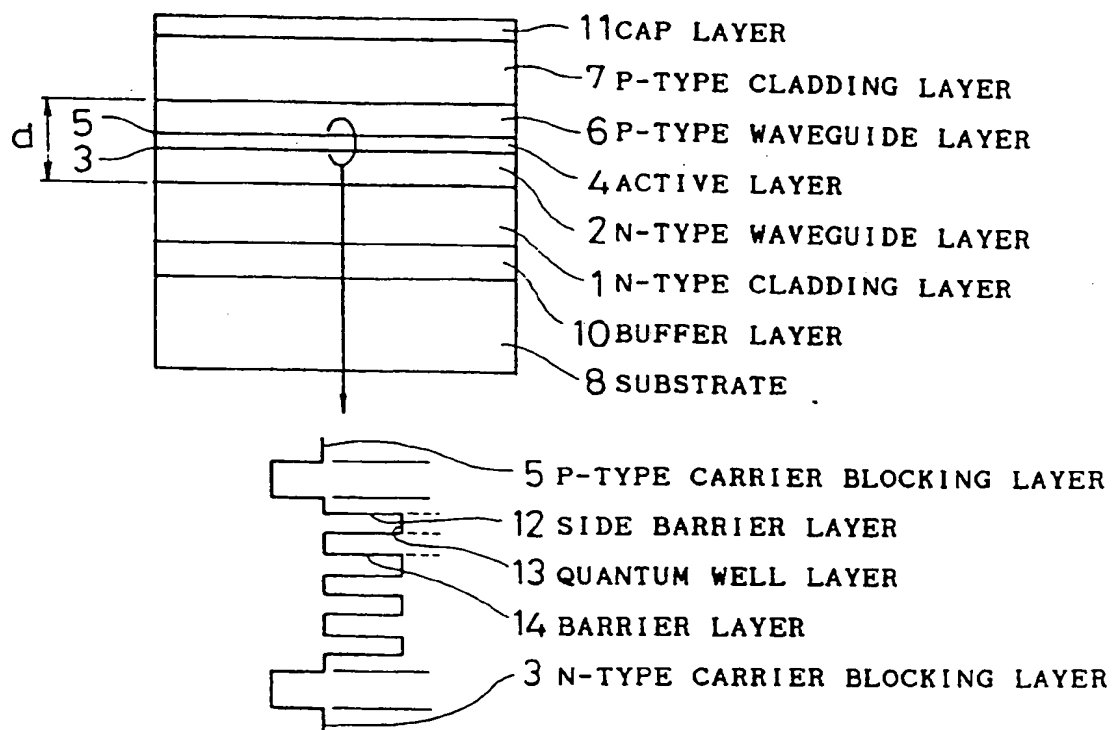 11 CAP LAYER
7 P-TYPE CLADDING LAYER
d
5
6 P-TYPE WAVEGUIDE LAYER
3
4 ACTIVE LAYER
2 N-TYPE WAVEGUIDE LAYER
1 N-TYPE CLADDING LAYER
10 BUFFER LAYER
8 SUBSTRATE
5 P-TYPE CARRIER BLOCKING LAYER
12 SIDE BARRIER LAYER
13 QUANTUM WELL LAYER
14 BARRIER LAYER
3 N-TYPE CARRIER BLOCKING LAYER